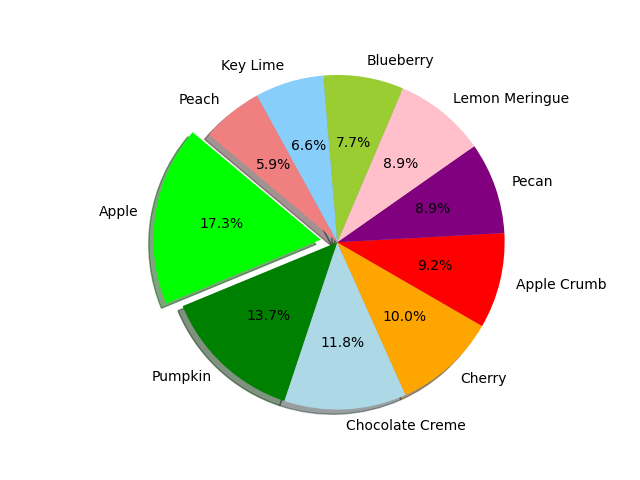 Blueberry
Key Lime
Lemon Meringue
Peach
7.7%
6.6%
8.9%
5.9%
Pecan
8.9%
Apple
17.3%
9.2%
Apple Crumb
13.7%
10.0%
11.8%
Pumpkin
Cherry
Chocolate Creme